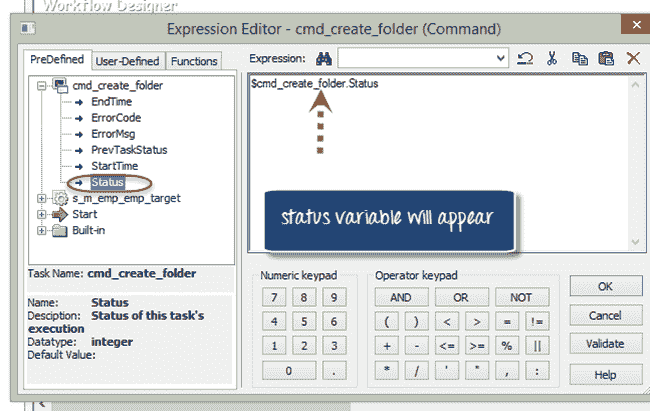 Workflow Designer
Expression Editor - cmd_create_folder (Command)
PreDefined User-Defined Functions
Expression:
cmd_create_folder
EndTime
ErrorCode
ErrorMsg
PrevTaskStatus
StartTime
Status
s_m_emp_emp_target
Start
Built-in
$cmd_create_folder.Status
status variable will appear
Task Name: cmd_create_folder
Name: Status
Desciption: Status of this task's
execution
Datatype: integer
Default Value:
Numeric keypad
7 8 9
4 5 6
1 2 3
0 .
Operator keypad
AND OR NOT
( ) < > = !=
+ - <= >= % ||
* / ' " , :
OK
Cancel
Validate
Help